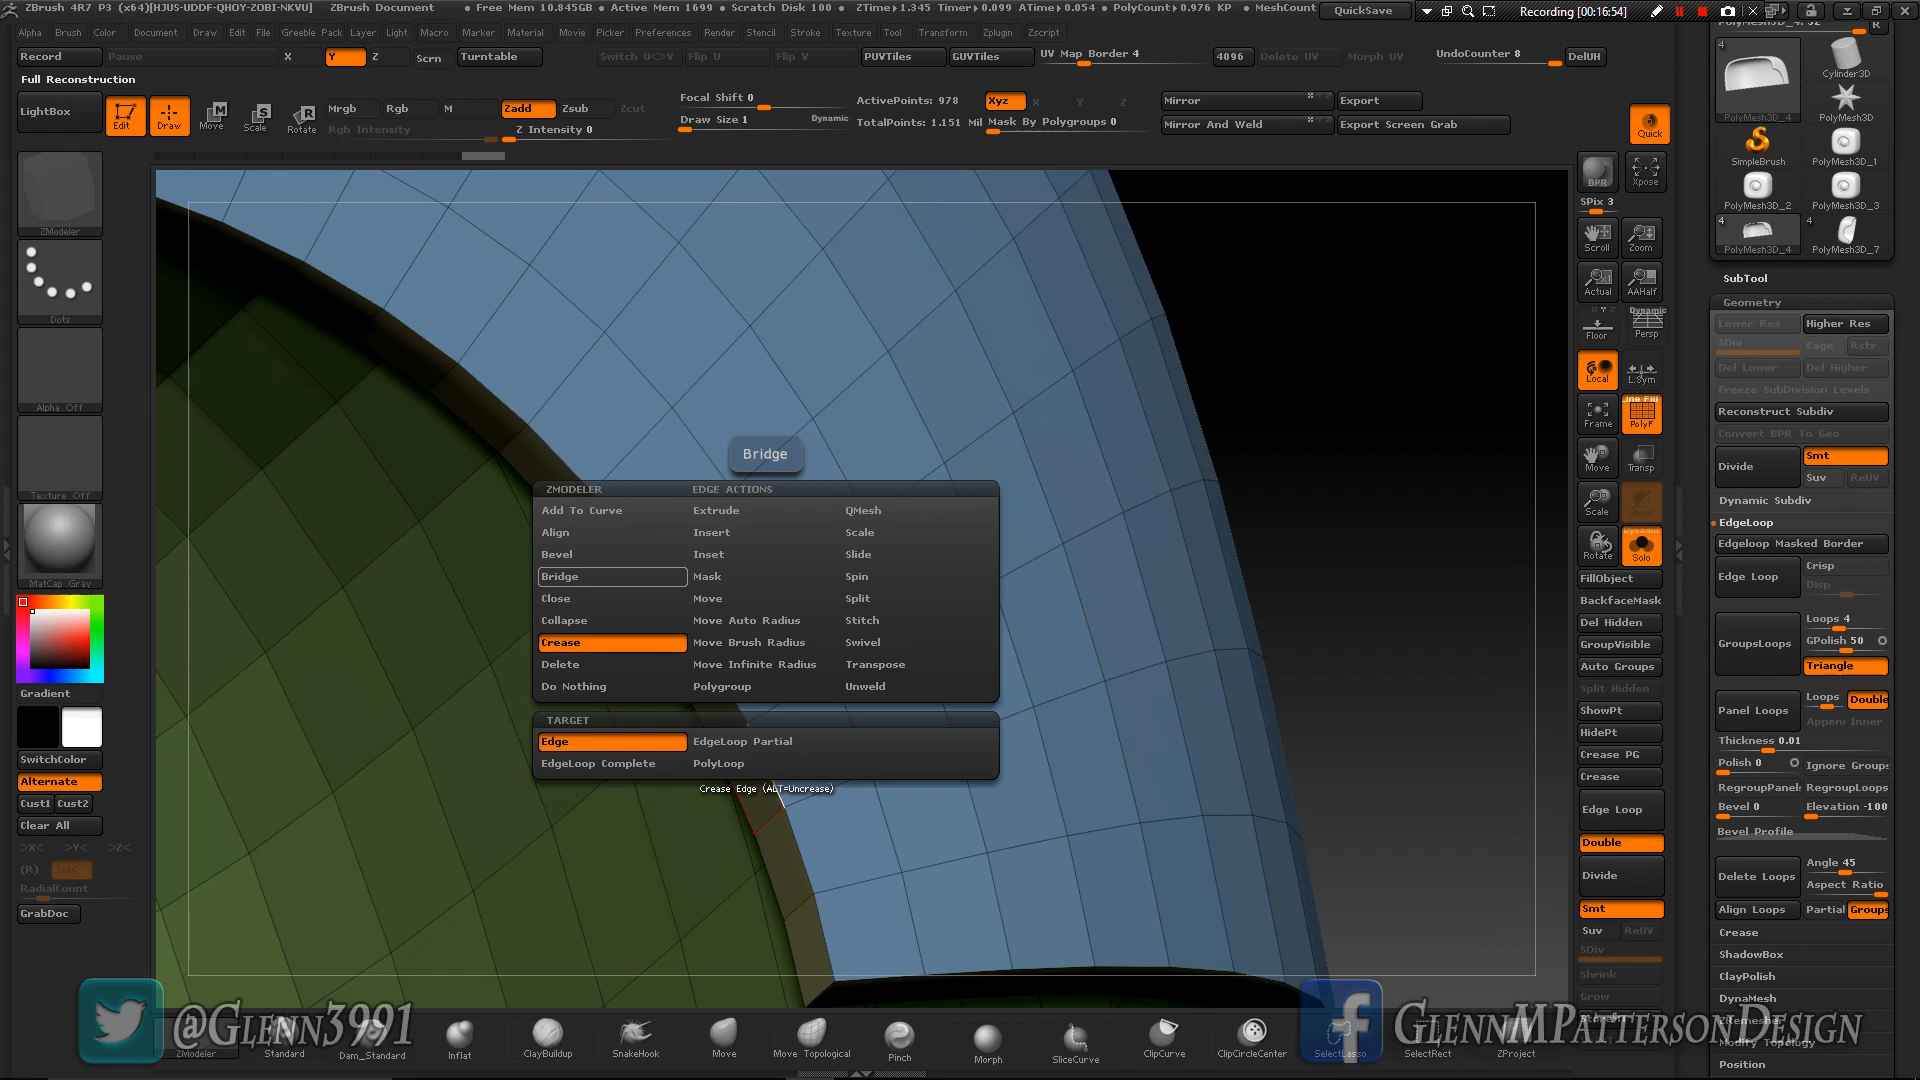 ZBrush 4R7 P3 (x64)[HJUS-UDDF-QHOY-ZOBI-NKVU] ZBrush Document • Free Mem 10.845GB • Active Mem 1699 • Scratch Disk 100 • ZTime▸1.345 Timer▸0.099 ATime▸0.054 • PolyCount▸0.976 KP • MeshCount QuickSave Recording [00:16:54]
Alpha Brush Color Document Draw Edit File Greeble Pack Layer Light Macro Marker Material Movie Picker Preferences Render Stencil Stroke Texture Tool Transform Zplugin Zscript
Record Pause X Y Z Scrn Turntable Switch U<>V Flip U Flip V PUVTiles GUVTiles UV Map Border 4 4096 Delete UV Morph UV UndoCounter 8 DelUH
Full Reconstruction
LightBox Edit Draw Move Scale Rotate
Mrgb Rgb M Zadd Zsub Zcut
Rgb Intensity Z Intensity 0
Focal Shift 0
Draw Size 1 Dynamic
ActivePoints: 978
TotalPoints: 1.151 Mil
Xyz X Y Z
Mask By Polygroups 0
Mirror Export
Mirror And Weld Export Screen Grab
Quick
ZModeler
Dots
Alpha Off
Texture Off
MatCap Gray
Gradient
SwitchColor
Alternate
Cust1 Cust2
Clear All
>X< >Y< >Z<
(R) >M<
RadialCount
GrabDoc
Bridge
ZMODELER EDGE ACTIONS
Add To Curve Extrude QMesh
Align Insert Scale
Bevel Inset Slide
Bridge Mask Spin
Close Move Split
Collapse Move Auto Radius Stitch
Crease Move Brush Radius Swivel
Delete Move Infinite Radius Transpose
Do Nothing Polygroup Unweld
TARGET
Edge EdgeLoop Partial
EdgeLoop Complete PolyLoop
Crease Edge (ALT=Uncrease)
BPR Xpose
SPix 3
Scroll Zoom
Actual AAHalf
Floor Dynamic Persp
Local L.Sym
Frame Line Fill PolyF
Move Transp
Scale Ghost
Rotate Dynamic Solo
FillObject
BackfaceMask
Del Hidden
GroupVisible
Auto Groups
Split Hidden
ShowPt
HidePt
Crease PG
Crease
Edge Loop
Double
Divide
Smt
Suv ReUV
SDiv
Shrink
Grow
R
4 PolyMesh3D_4
Cylinder3D
PolyMesh3D
SimpleBrush PolyMesh3D_1
PolyMesh3D_2 PolyMesh3D_3
4 PolyMesh3D_4 4 PolyMesh3D_7
SubTool
Geometry
Lower Res Higher Res
SDiv Cage Rstr
Del Lower Del Higher
Freeze SubDivision Levels
Reconstruct Subdiv
Convert BPR To Geo
Divide Smt
Suv ReUV
Dynamic Subdiv
EdgeLoop
Edgeloop Masked Border
Edge Loop Crisp
Disp
GroupsLoops Loops 4
GPolish 50
Triangle
Panel Loops Loops Double
Append Inner
Thickness 0.01
Polish 0 Ignore Groups
RegroupPanels RegroupLoops
Bevel 0 Elevation -100
Bevel Profile
Delete Loops Angle 45
Aspect Ratio
Align Loops Partial Groups
Crease
ShadowBox
ClayPolish
DynaMesh
ZRemesher
Modify Topology
Position
@Glenn3991
GlennMPattersonDesign
ZModeler Standard Dam_Standard Inflat ClayBuildup SnakeHook Move Move Topological Pinch Morph SliceCurve ClipCurve ClipCircleCenter SelectLasso SelectRect ZProject